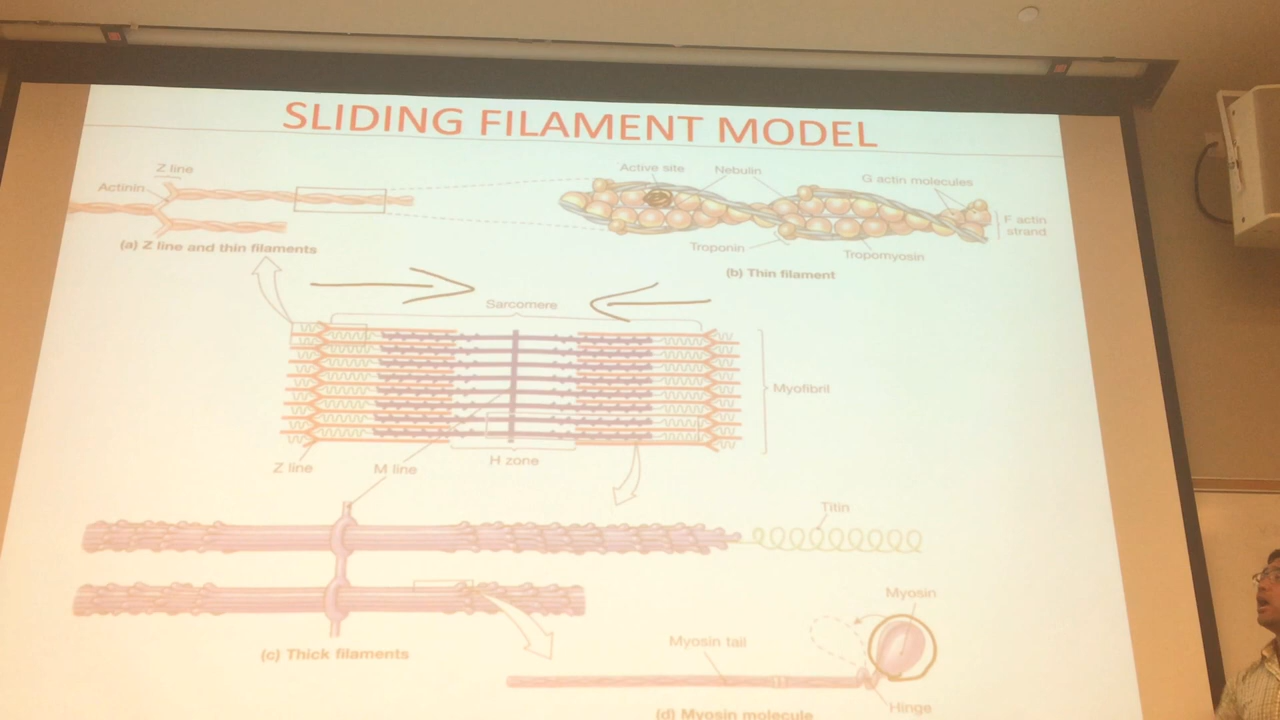 SLIDING FILAMENT MODEL
Z line
Actinin
(a) Z line and thin filaments
Active site
Nebulin
G actin molecules
F actin
strand
Troponin
Tropomyosin
(b) Thin filament
Sarcomere
Myofibril
Z line
M line
H zone
Titin
(c) Thick filaments
Myosin
Myosin tail
Hinge
(d) Myosin molecule